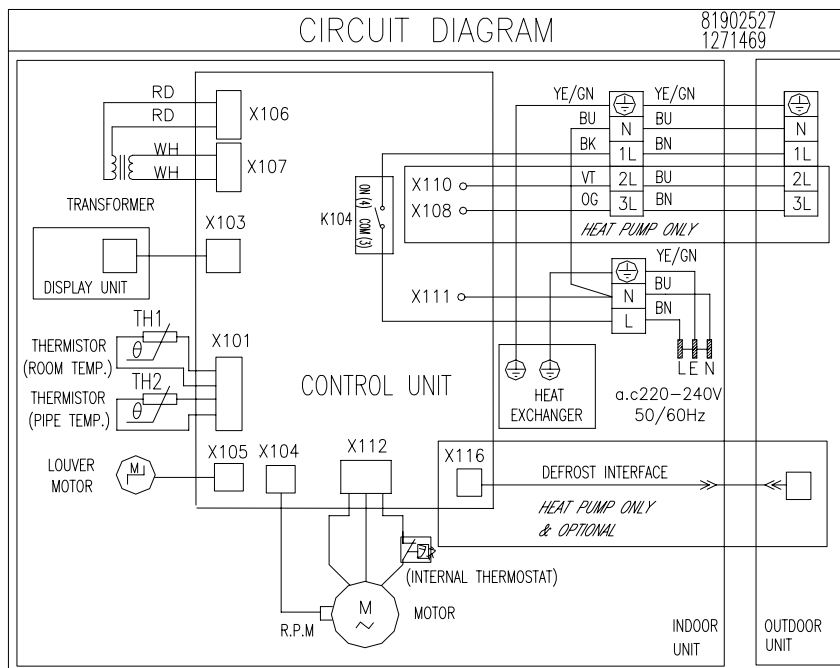 CIRCUIT DIAGRAM
81902527
1271469
RD
RD
X106
WH
WH
X107
TRANSFORMER
X103
DISPLAY UNIT
TH1
X101
THERMISTOR
(ROOM TEMP.)
TH2
THERMISTOR
(PIPE TEMP.)
CONTROL UNIT
LOUVER
MOTOR
M
X105
X104
X112
(INTERNAL THERMOSTAT)
M
MOTOR
R.P.M
K104
ON (4)
COM (3)
YE/GN
YE/GN
BU
N
BU
N
BK
1L
BN
1L
X110
VT
2L
BU
2L
X108
OG
3L
BN
3L
HEAT PUMP ONLY
YE/GN
X111
N
BU
L
BN
L E N
HEAT
EXCHANGER
a.c220-240V
50/60Hz
X116
DEFROST INTERFACE
HEAT PUMP ONLY
& OPTIONAL
INDOOR
UNIT
OUTDOOR
UNIT
θ
θ